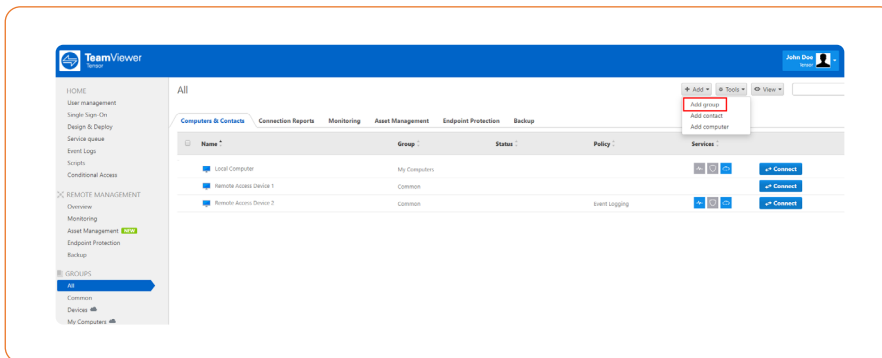 TeamViewer
Tensor
John Doe
Tensor
HOME
User management
Single Sign-On
Design & Deploy
Service queue
Event Logs
Scripts
Conditional Access
REMOTE MANAGEMENT
Overview
Monitoring
Asset Management NEW
Endpoint Protection
Backup
GROUPS
All
Common
Devices
My Computers
All
Add Tools View
Add group
Add contact
Add computer
Computers & Contacts Connection Reports Monitoring Asset Management Endpoint Protection Backup
Name Group Status Policy Services
Local Computer My Computers Connect
Remote Access Device 1 Common Connect
Remote Access Device 2 Common Event Logging Connect